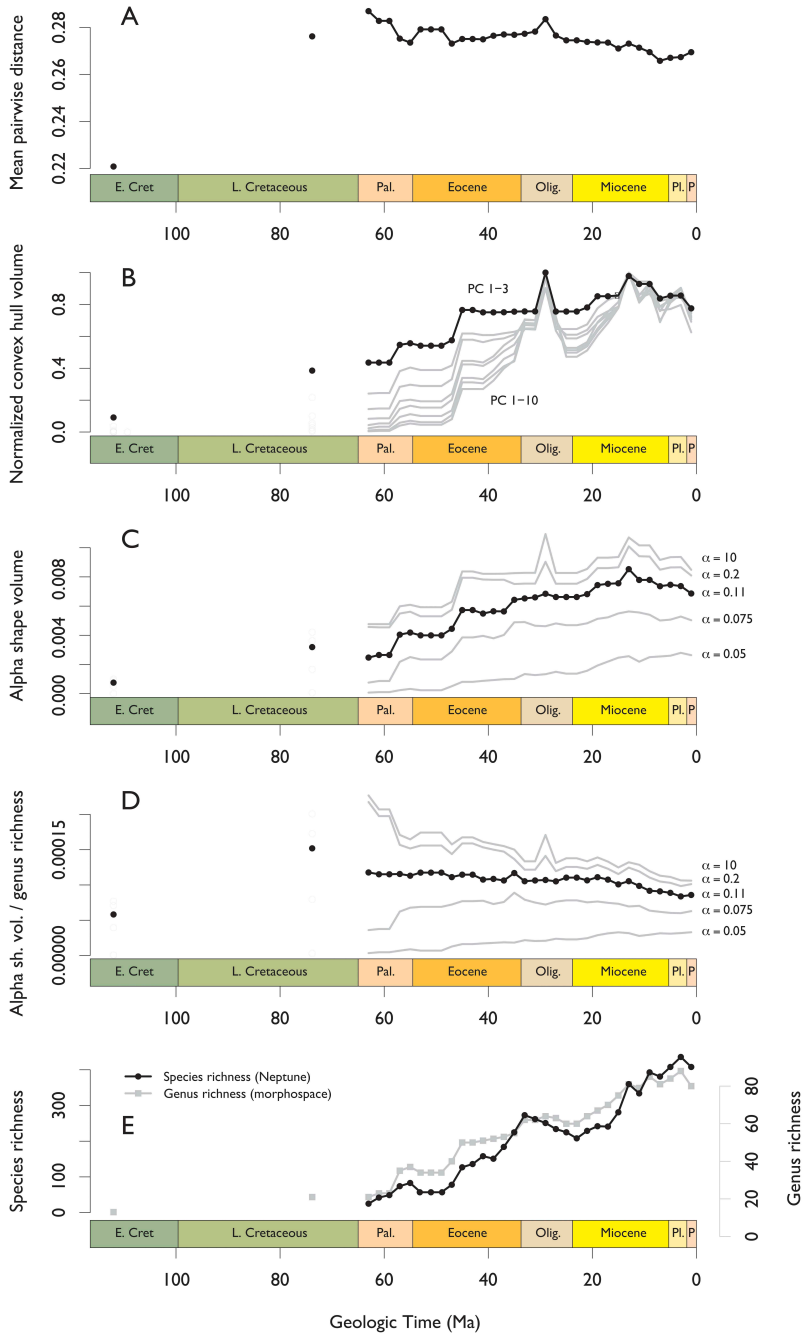 A
Mean pairwise distance
0.28
0.26
0.24
0.22
E. Cret L. Cretaceous Pal. Eocene Olig. Miocene Pl. P
100 80 60 40 20 0
B
Normalized convex hull volume
0.8
0.4
0.0
PC 1–3
PC 1–10
E. Cret L. Cretaceous Pal. Eocene Olig. Miocene Pl. P
100 80 60 40 20 0
C
Alpha shape volume
0.008
0.004
0.000
α = 10
α = 0.2
α = 0.11
α = 0.075
α = 0.05
E. Cret L. Cretaceous Pal. Eocene Olig. Miocene Pl. P
100 80 60 40 20 0
D
Alpha sh. vol. / genus richness
0.00015
0.00000
α = 10
α = 0.2
α = 0.11
α = 0.075
α = 0.05
E. Cret L. Cretaceous Pal. Eocene Olig. Miocene Pl. P
100 80 60 40 20 0
Species richness (Neptune)
Genus richness (morphospace)
E
Species richness
300
100
0
80
60
40
20
0
Genus richness
E. Cret L. Cretaceous Pal. Eocene Olig. Miocene Pl. P
100 80 60 40 20 0
Geologic Time (Ma)